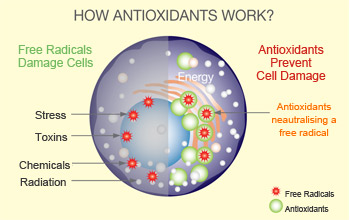 HOW ANTIOXIDANTS WORK?
Free Radicals
Damage Cells
Antioxidants
Prevent
Cell Damage
Energy
Stress
Toxins
Chemicals
Radiation
Antioxidants
neautralising a
free radical
Free Radicals
Antioxidants